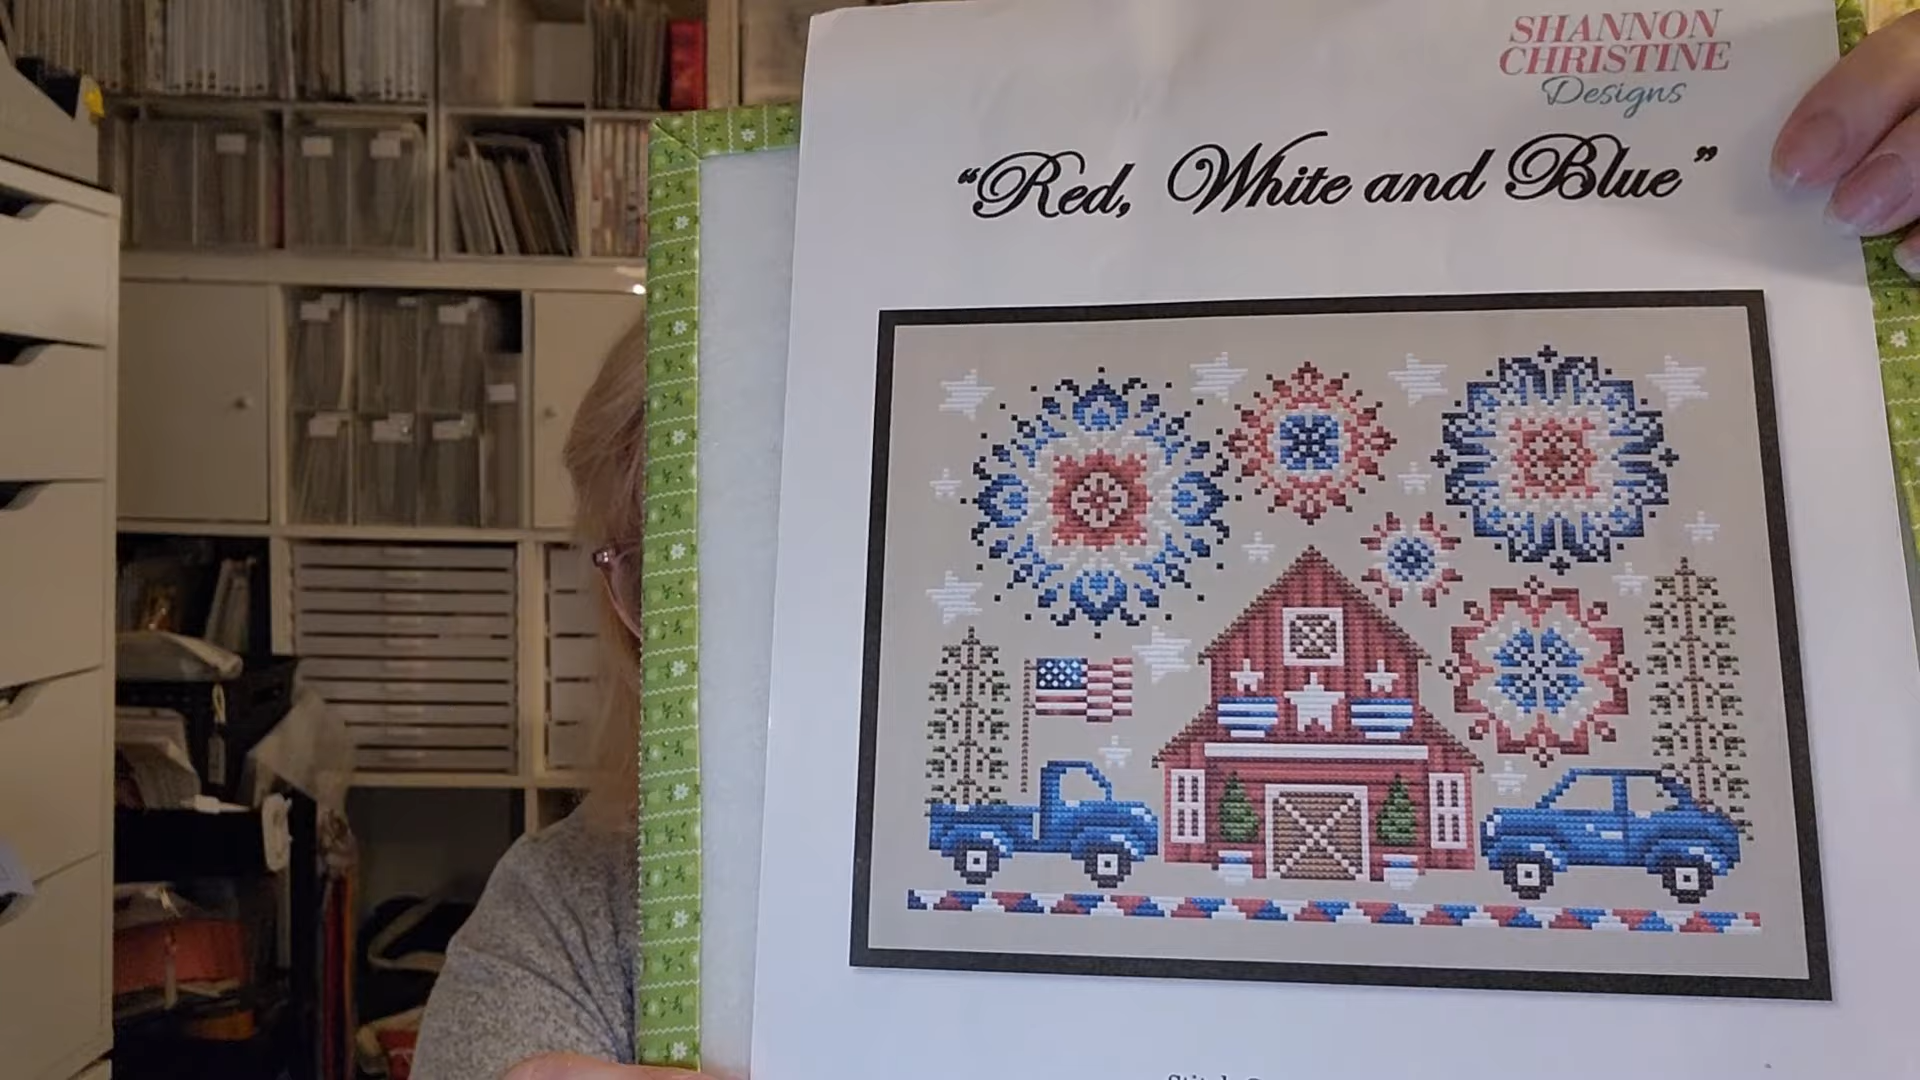 SHANNON
CHRISTINE
Designs
“Red, White and Blue”